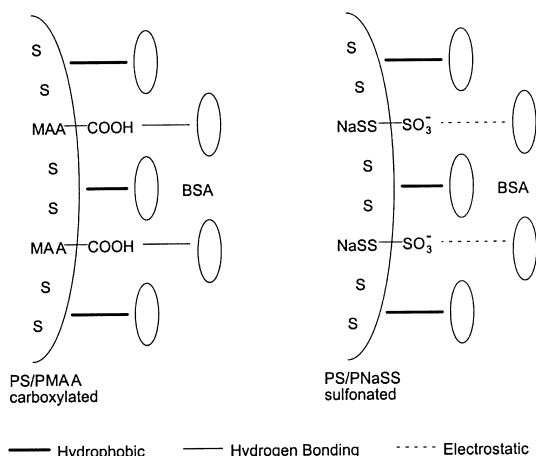 S
S
MAA COOH
S
S
BSA
MAA COOH
S
S
PS/PMAA
carboxylated
S
S
NaSS SO3-
S
S
BSA
NaSS SO3-
S
S
PS/PNaSS
sulfonated
Hydrophobic
Hydrogen Bonding
Electrostatic